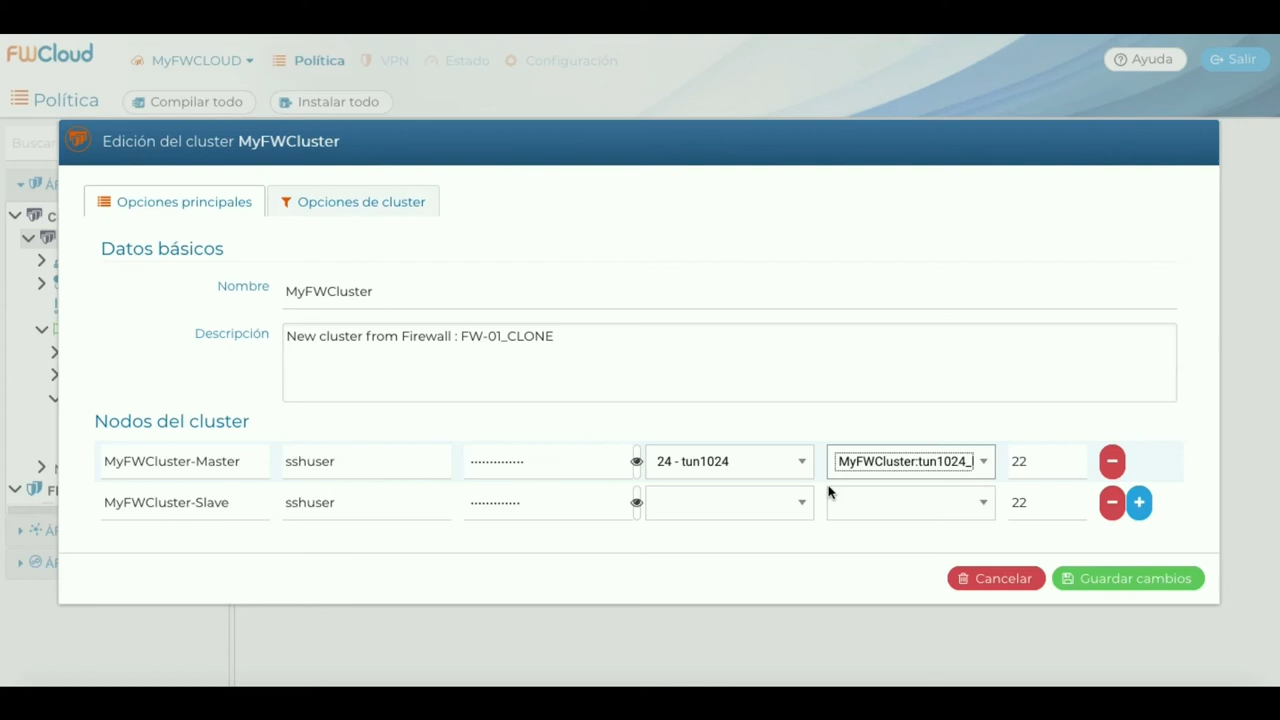 FWCloud
MyFWCLOUD
Política
VPN
Estado
Configuración
Ayuda
Salir
Política
Compilar todo
Instalar todo
Buscar
Edición del cluster MyFWCluster
Opciones principales
Opciones de cluster
Datos básicos
Nombre
MyFWCluster
Descripción
New cluster from Firewall : FW-01_CLONE
Nodos del cluster
MyFWCluster-Master sshuser ············· 24 - tun1024 MyFWCluster:tun1024_ 22
MyFWCluster-Slave sshuser ············ 22
Cancelar
Guardar cambios